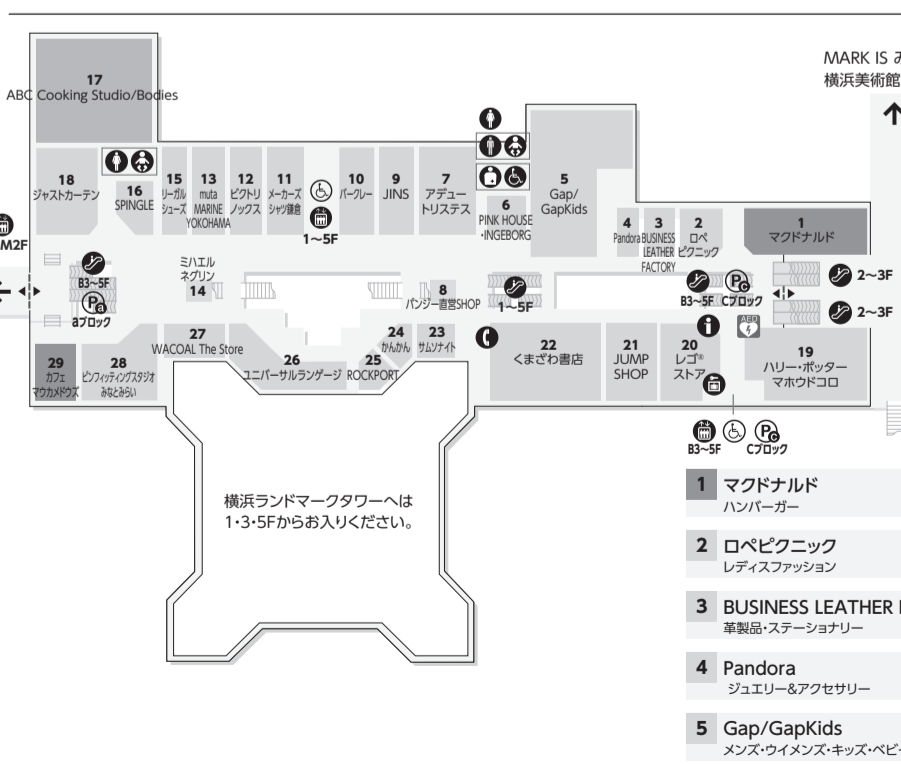 MARK IS み
横浜美術館
17
ABC Cooking Studio/Bodies
18
ジャストカーテン
16
SPINGLE
15
リーガル
シューズ
13
muta
MARINE
YOKOHAMA
12
ビクトリ
ノックス
11
メーカーズ
シャツ鎌倉
1~5F
10
バークレー
9
JINS
7
アデュー
トリステス
6
PINK HOUSE
・INGEBORG
5
Gap/
GapKids
4
Pandora
3
BUSINESS
LEATHER
FACTORY
2
ロペ
ピクニック
1
マクドナルド
M2F
B3~5F
Pa
aブロック
ミハエル
ネグリン
14
8
パンジー直営SHOP
1~5F
B3~5F
Pc
Cブロック
2~3F
2~3F
AED
29
カフェ
マウカメドウズ
28
ピンフィッティングスタジオ
みなとみらい
27
WACOAL The Store
26
ユニバーサルランゲージ
25
ROCKPORT
24
かんかん
23
サムソナイト
22
くまざわ書店
21
JUMP
SHOP
20
レゴ®
ストア
19
ハリー・ポッター
マホウドコロ
B3~5F
Pc
Cブロック
横浜ランドマークタワーへは
1・3・5Fからお入りください。
1 マクドナルド
ハンバーガー
2 ロペピクニック
レディスファッション
3 BUSINESS LEATHER
革製品・ステーショナリー
4 Pandora
ジュエリー&アクセサリー
5 Gap/GapKids
メンズ・ウイメンズ・キッズ・ベビー